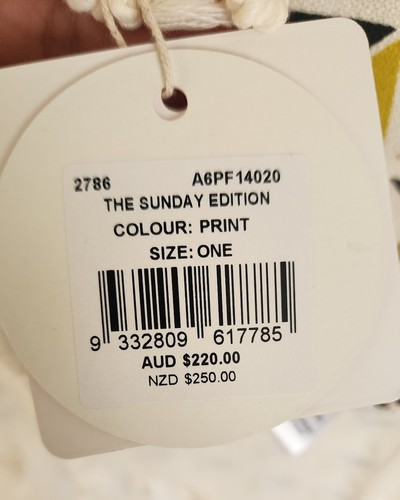 2786 A6PF14020
THE SUNDAY EDITION
COLOUR: PRINT
SIZE: ONE
9 332809 617785
AUD $220.00
NZD $250.00